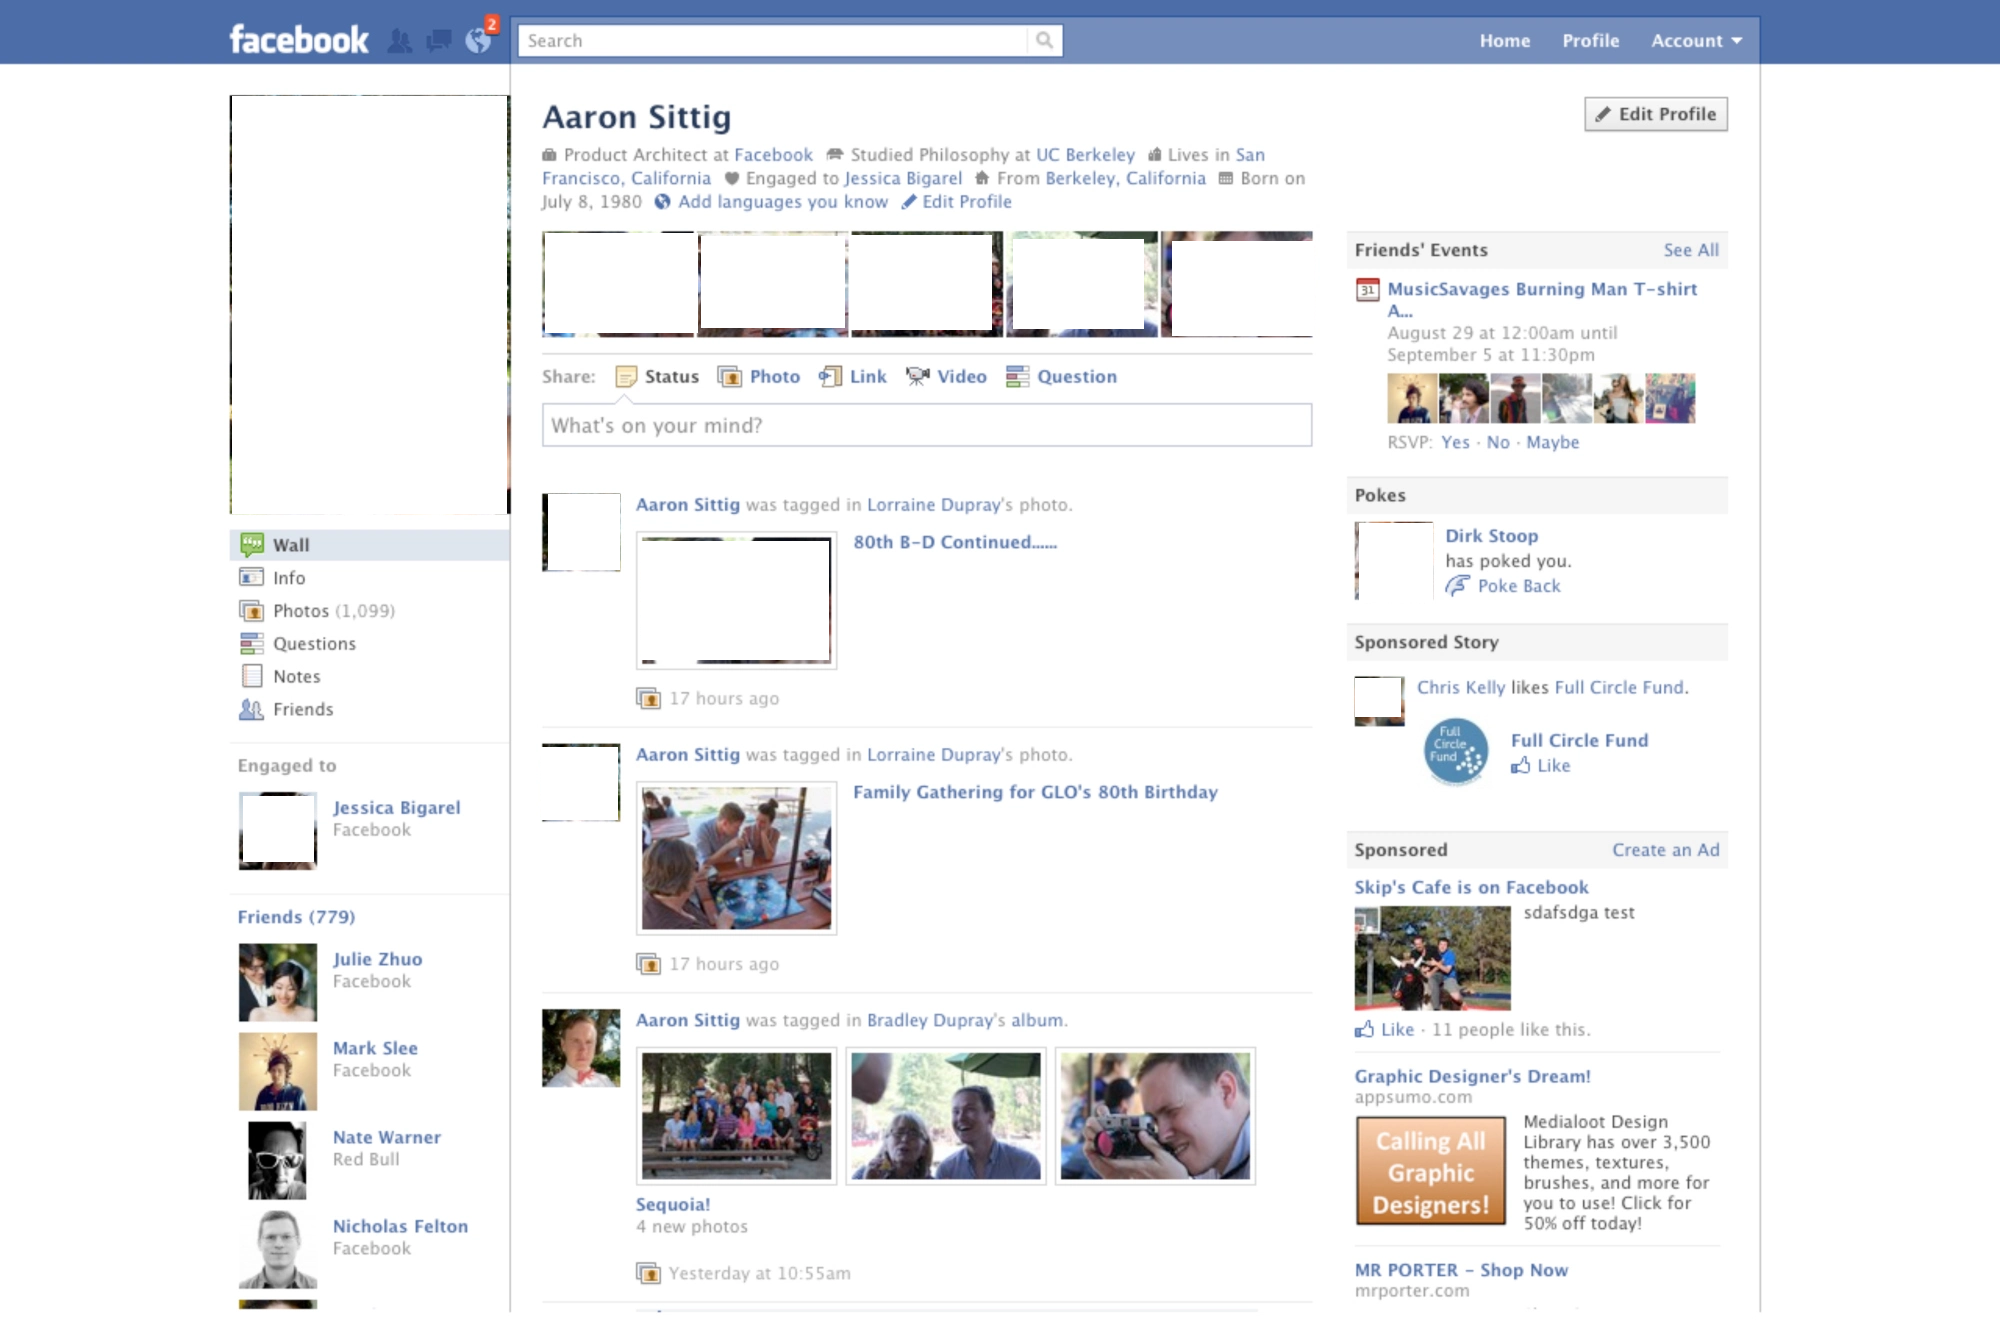 facebook
2
Search
Home
Profile
Account
Aaron Sittig
Edit Profile
Product Architect at Facebook Studied Philosophy at UC Berkeley Lives in San
Francisco, California Engaged to Jessica Bigarel From Berkeley, California Born on
July 8, 1980 Add languages you know Edit Profile
Share: Status Photo Link Video Question
What's on your mind?
Wall
Info
Photos (1,099)
Questions
Notes
Friends
Engaged to
Jessica Bigarel
Facebook
Friends (779)
Julie Zhuo
Facebook
Mark Slee
Facebook
Nate Warner
Red Bull
Nicholas Felton
Facebook
Aaron Sittig was tagged in Lorraine Dupray's photo.
80th B-D Continued......
17 hours ago
Aaron Sittig was tagged in Lorraine Dupray's photo.
Family Gathering for GLO's 80th Birthday
17 hours ago
Aaron Sittig was tagged in Bradley Dupray's album.
Sequoia!
4 new photos
Yesterday at 10:55am
Friends' Events
See All
31
MusicSavages Burning Man T-shirt
A...
August 29 at 12:00am until
September 5 at 11:30pm
RSVP: Yes · No · Maybe
Pokes
Dirk Stoop
has poked you.
Poke Back
Sponsored Story
Chris Kelly likes Full Circle Fund.
Full
Circle
Fund
Full Circle Fund
Like
Sponsored
Create an Ad
Skip's Cafe is on Facebook
sdafsdga test
Like · 11 people like this.
Graphic Designer's Dream!
appsumo.com
Calling All
Graphic
Designers!
Medialoot Design
Library has over 3,500
themes, textures,
brushes, and more for
you to use! Click for
50% off today!
MR PORTER – Shop Now
mrporter.com